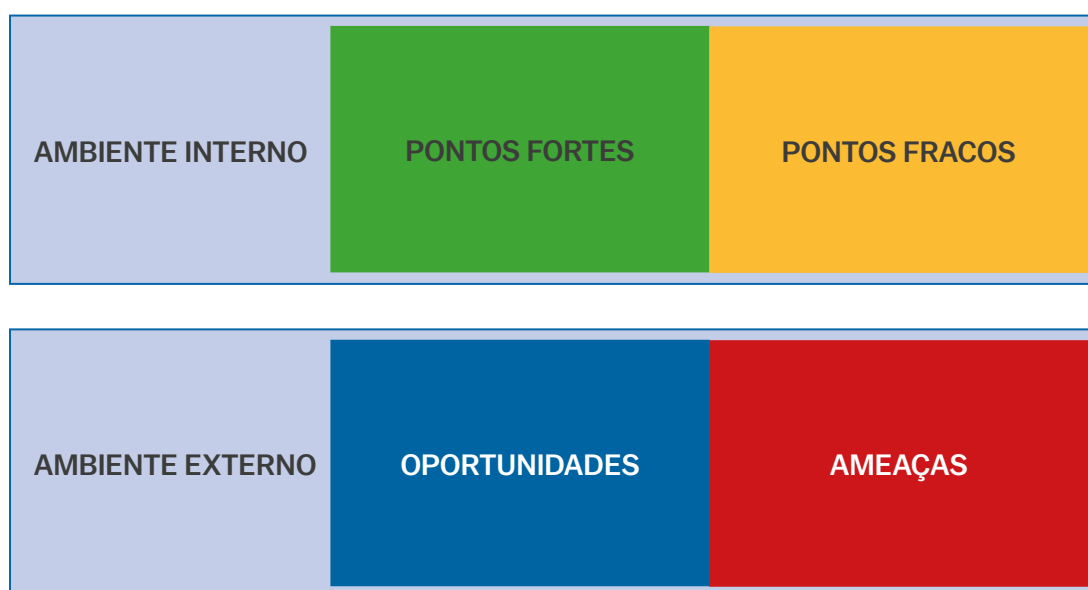 AMBIENTE INTERNO
PONTOS FORTES
PONTOS FRACOS
AMBIENTE EXTERNO
OPORTUNIDADES
AMEAÇAS